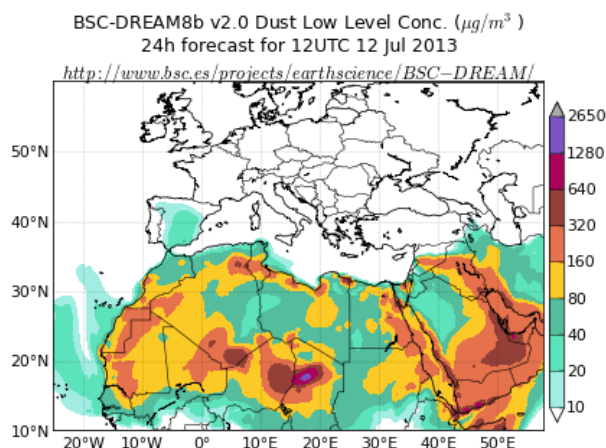 BSC-DREAM8b v2.0 Dust Low Level Conc. (μg/m³ )
24h forecast for 12UTC 12 Jul 2013
http://www.bsc.es/projects/earthscience/BSC−DREAM/
2650
1280
640
320
160
80
40
20
10
50°N
40°N
30°N
20°N
10°N
20°W 10°W 0° 10°E 20°E 30°E 40°E 50°E